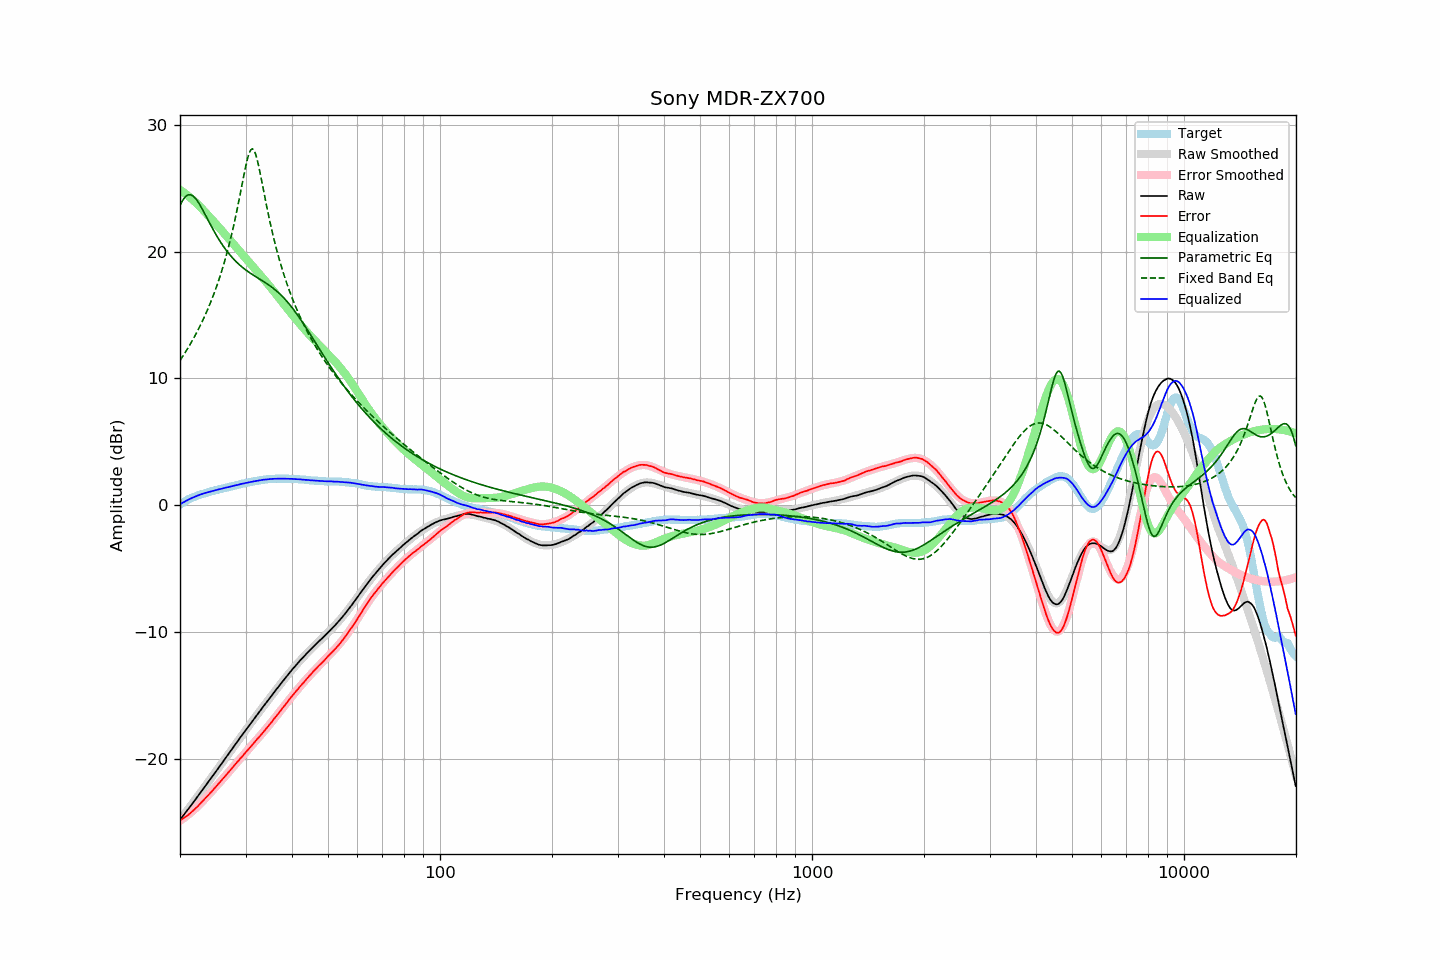 Sony MDR-ZX700
30
20
10
0
−10
−20
Amplitude (dBr)
100
1000
10000
Frequency (Hz)
Target
Raw Smoothed
Error Smoothed
Raw
Error
Equalization
Parametric Eq
Fixed Band Eq
Equalized